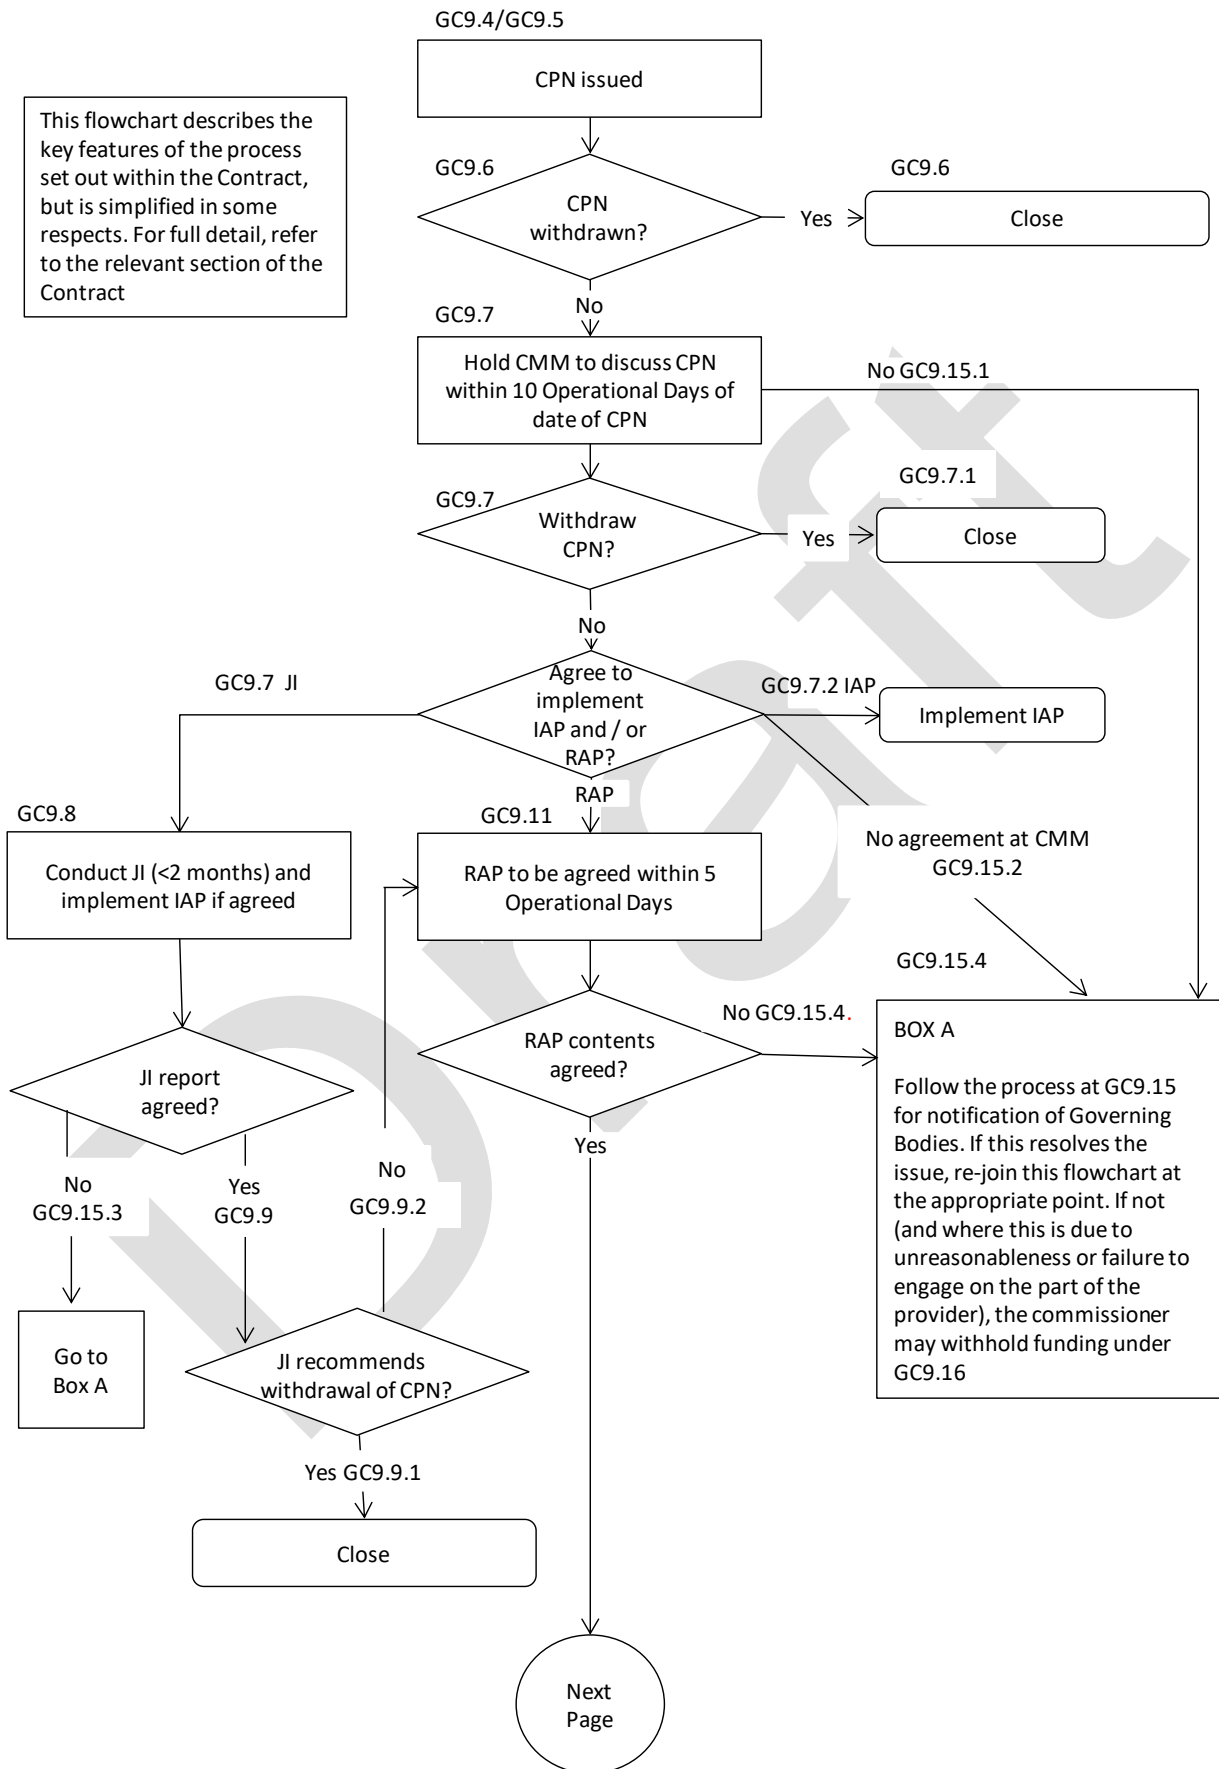 GC9.4/GC9.5
CPN issued
This flowchart describes the
key features of the process
set out within the Contract,
but is simplified in some
respects. For full detail, refer
to the relevant section of the
Contract
GC9.6
CPN
withdrawn?
Yes
GC9.6
Close
No
GC9.7
Hold CMM to discuss CPN
within 10 Operational Days of
date of CPN
No GC9.15.1
GC9.7
Withdraw
CPN?
Yes
GC9.7.1
Close
No
GC9.7 JI
Agree to
implement
IAP and / or
RAP?
GC9.7.2 IAP
Implement IAP
RAP
GC9.8
Conduct JI (<2 months) and
implement IAP if agreed
GC9.11
RAP to be agreed within 5
Operational Days
No agreement at CMM
GC9.15.2
GC9.15.4
JI report
agreed?
RAP contents
agreed?
No GC9.15.4.
BOX A
Follow the process at GC9.15
for notification of Governing
Bodies. If this resolves the
issue, re-join this flowchart at
the appropriate point. If not
(and where this is due to
unreasonableness or failure to
engage on the part of the
provider), the commissioner
may withhold funding under
GC9.16
No
GC9.15.3
Yes
GC9.9
No
GC9.9.2
Yes
Go to
Box A
JI recommends
withdrawal of CPN?
Yes GC9.9.1
Close
Next
Page
Draft